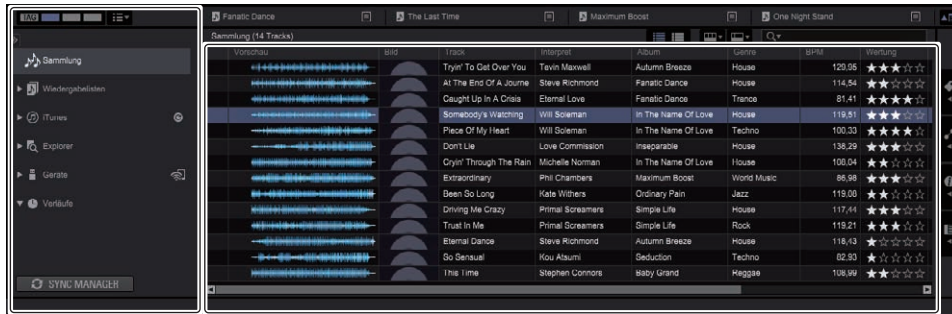 TAG
Fanatic Dance The Last Time Maximum Boost One Night Stand
Sammlung (14 Tracks)
Sammlung
Wiedergabelisten
iTunes
Explorer
Geräte
Verläufe
SYNC MANAGER
Vorschau Bild Track Interpret Album Genre BPM Wertung
Tryin' To Get Over You Tevin Maxwell Autumn Breeze House 129,95
At The End Of A Journe Steve Richmond Fanatic Dance House 114,54
Caught Up In A Crisis Eternal Love Fanatic Dance Trance 81,41
Somebody's Watching Will Soleman In The Name Of Love House 119,51
Piece Of My Heart Will Soleman In The Name Of Love Techno 100,33
Don't Lie Love Commission Inseparable House 138,29
Cryin' Through The Rain Michelle Norman In The Name Of Love House 108,04
Extraordinary Phil Chambers Maximum Boost World Music 86,98
Been So Long Kate Withers Ordinary Pain Jazz 119,08
Driving Me Crazy Primal Screamers Simple Life House 117,44
Trust In Me Primal Screamers Simple Life Rock 119,21
Eternal Dance Steve Richmond Autumn Breeze House 118,43
So Sensual Kou Atsumi Seduction Techno 82,93
This Time Stephen Connors Baby Grand Reggae 108,99